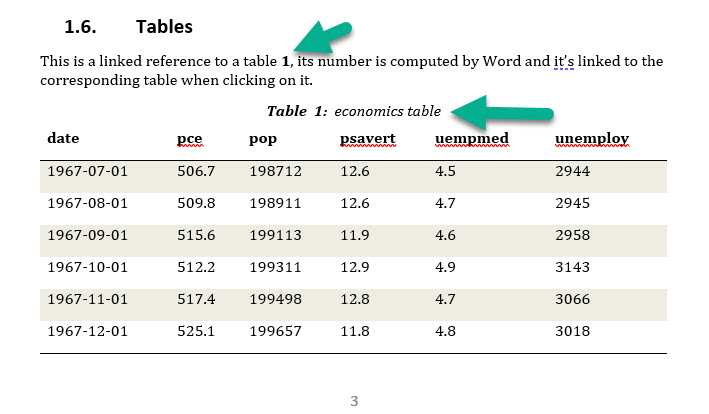 1.6. Tables
This is a linked reference to a table 1, its number is computed by Word and it's linked to the
corresponding table when clicking on it.
Table 1: economics table
date pce pop psavert uempmed unemploy
1967-07-01 506.7 198712 12.6 4.5 2944
1967-08-01 509.8 198911 12.6 4.7 2945
1967-09-01 515.6 199113 11.9 4.6 2958
1967-10-01 512.2 199311 12.9 4.9 3143
1967-11-01 517.4 199498 12.8 4.7 3066
1967-12-01 525.1 199657 11.8 4.8 3018
3